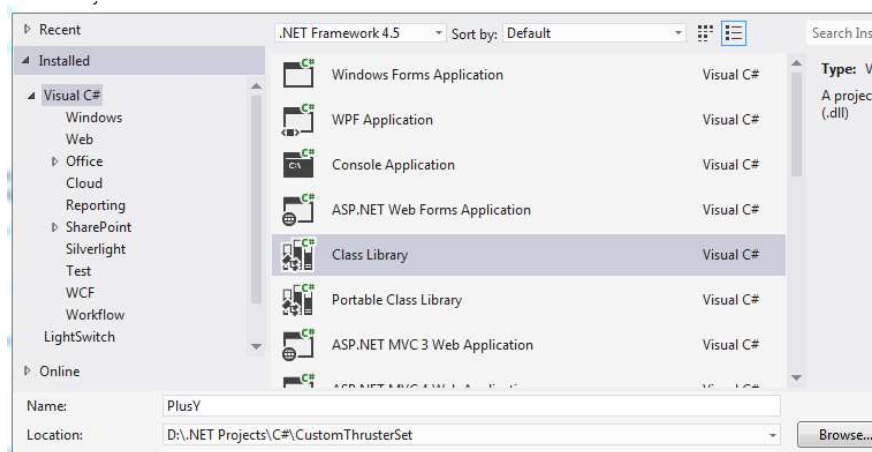 Recent
.NET Framework 4.5 Sort by: Default Search Ins
Installed
Visual C#
Windows
Web
Office
Cloud
Reporting
SharePoint
Silverlight
Test
WCF
Workflow
LightSwitch
Online
Windows Forms Application Visual C#
WPF Application Visual C#
Console Application Visual C#
ASP.NET Web Forms Application Visual C#
Class Library Visual C#
Portable Class Library Visual C#
ASP.NET MVC 3 Web Application Visual C#
Type: V
A projec
(.dll)
Name: PlusY
Location: D:\.NET Projects\C#\CustomThrusterSet Browse...